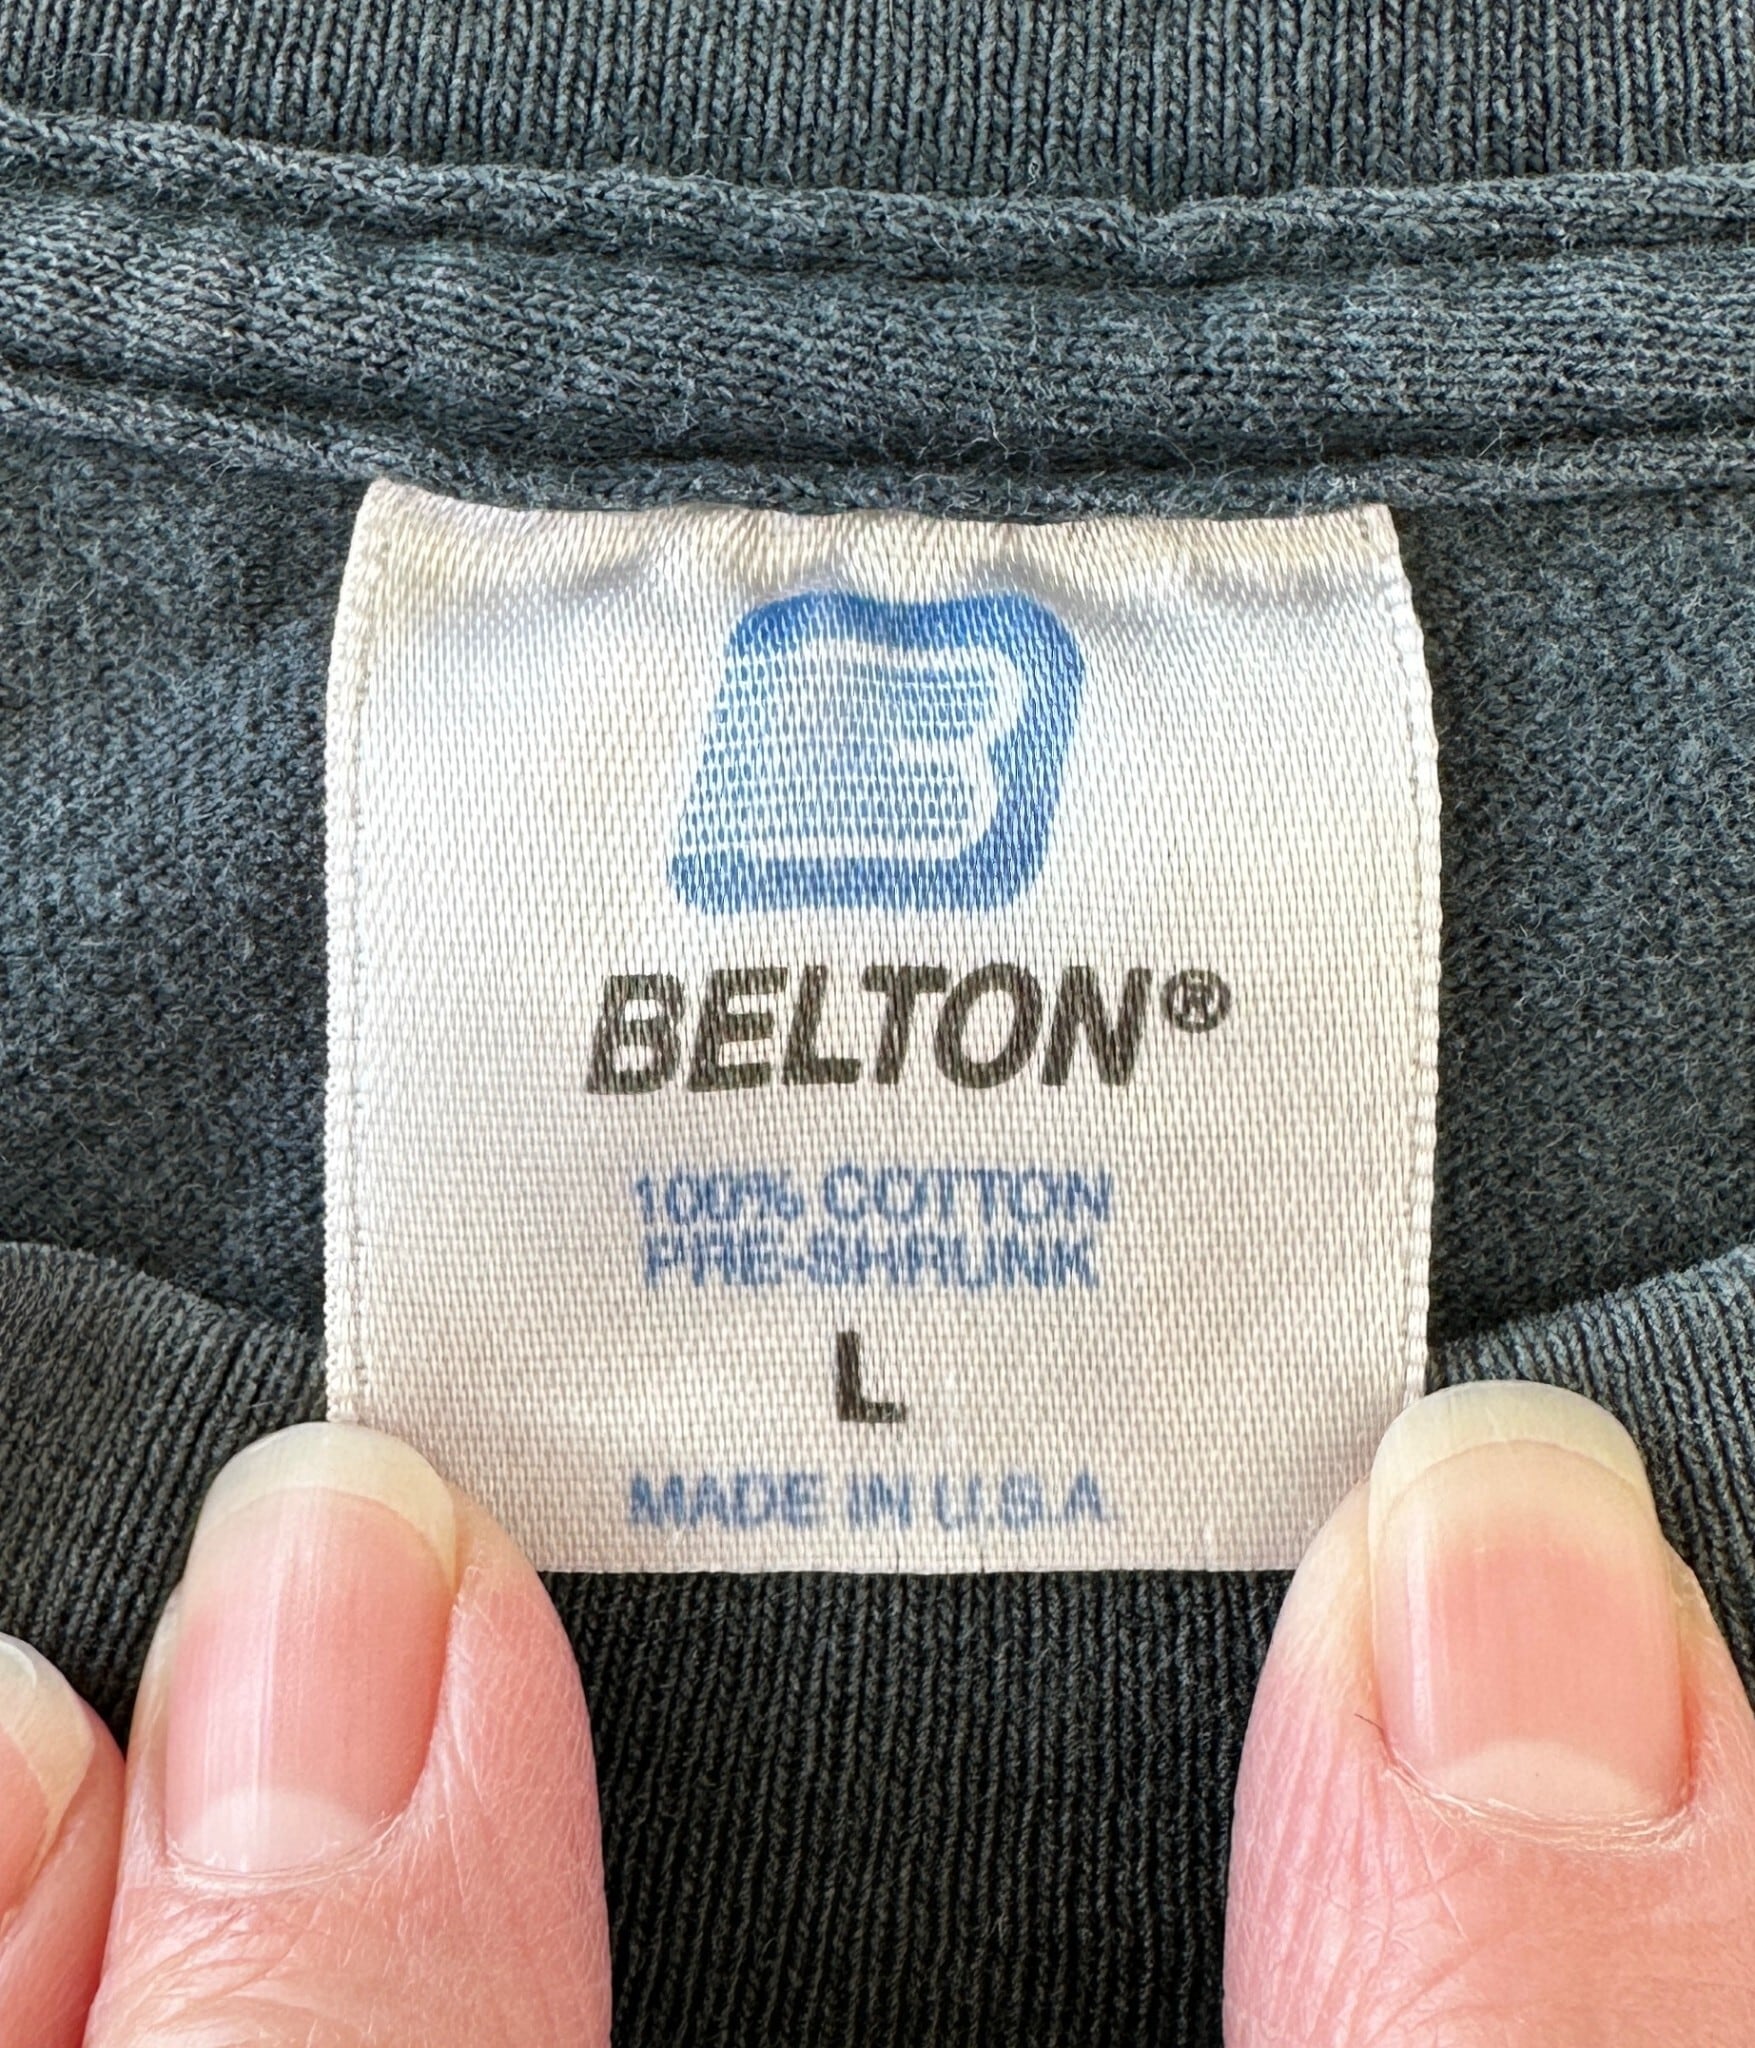 B
BELTON®
100% COTTON
PRE-SHRUNK
L
MADE IN U.S.A